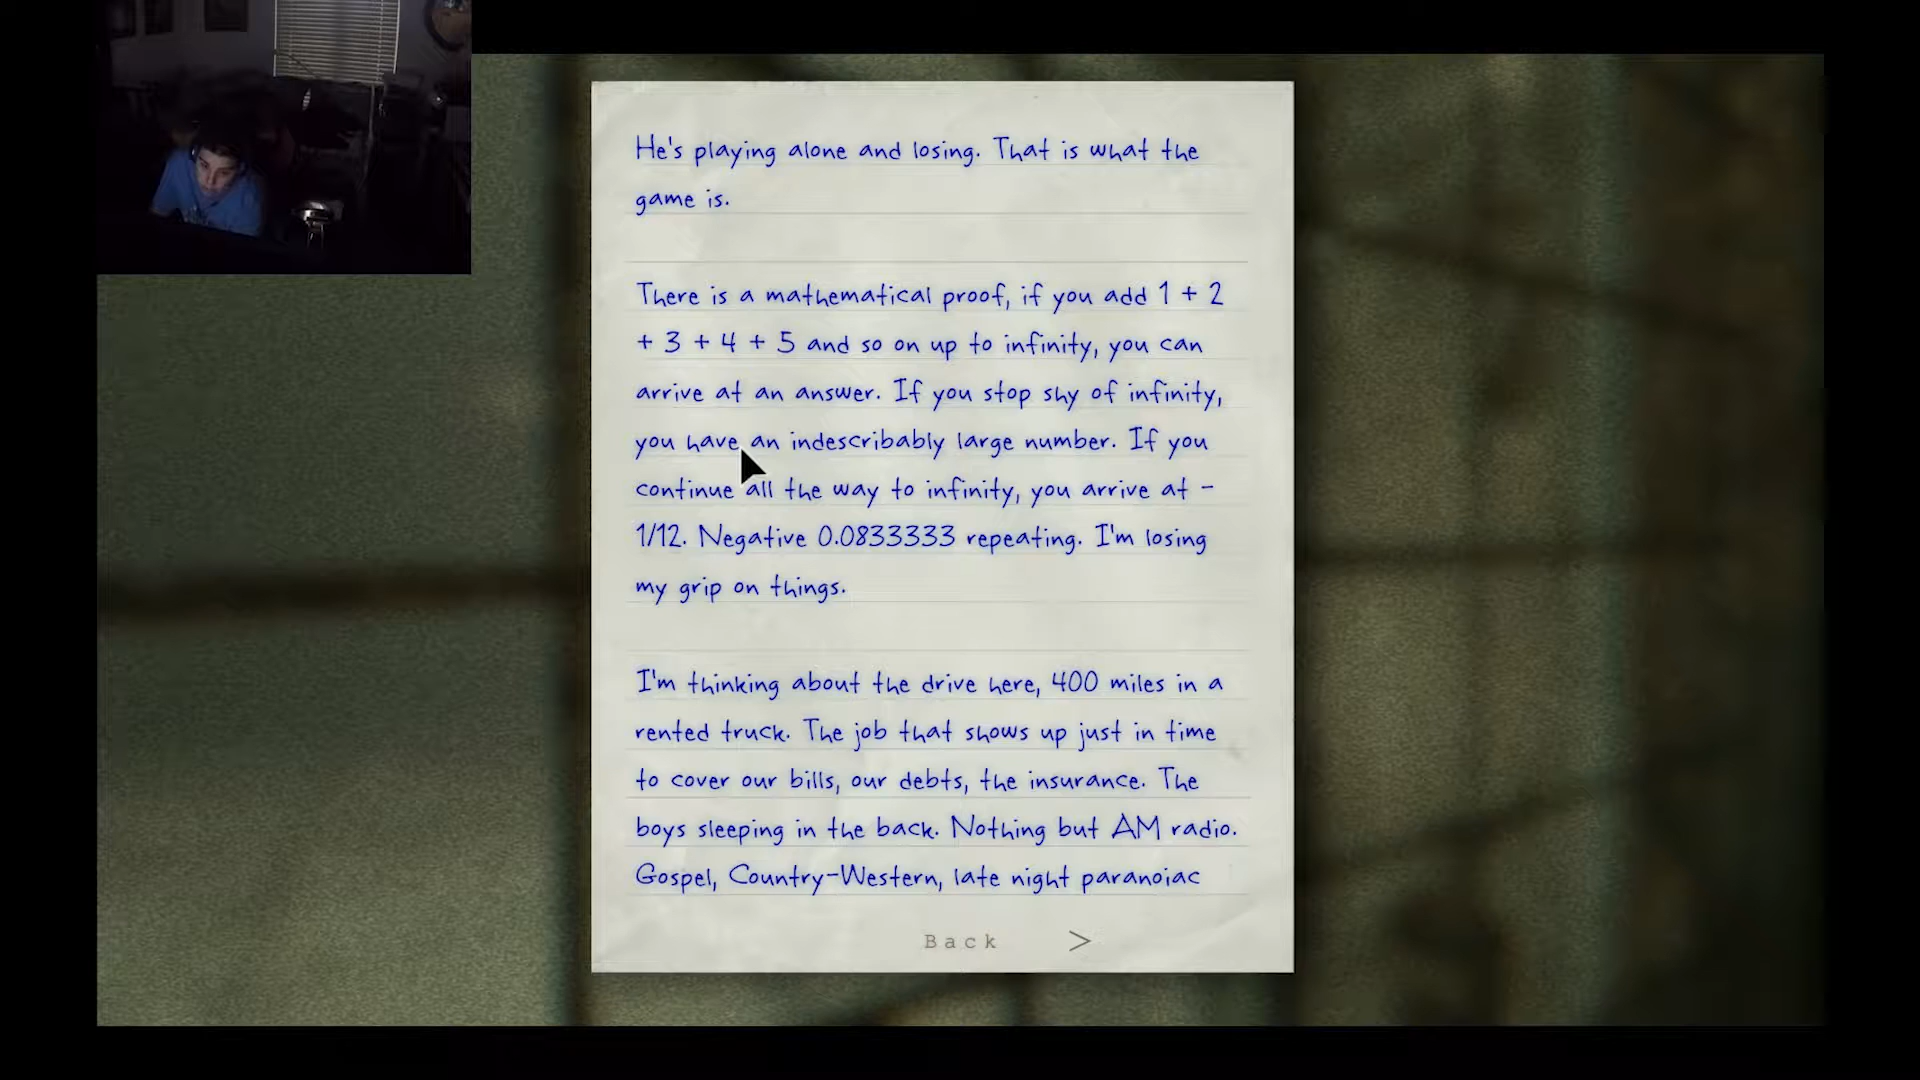 He's playing alone and losing. That is what the
game is.
There is a mathematical proof, if you add 1 + 2
+ 3 + 4 + 5 and so on up to infinity, you can
arrive at an answer. If you stop shy of infinity,
you have an indescribably large number. If you
continue all the way to infinity, you arrive at -
1/12. Negative 0.0833333 repeating. I'm losing
my grip on things.
I'm thinking about the drive here, 400 miles in a
rented truck. The job that shows up just in time
to cover our bills, our debts, the insurance. The
boys sleeping in the back. Nothing but AM radio.
Gospel, Country-Western, late night paranoiac
Back >